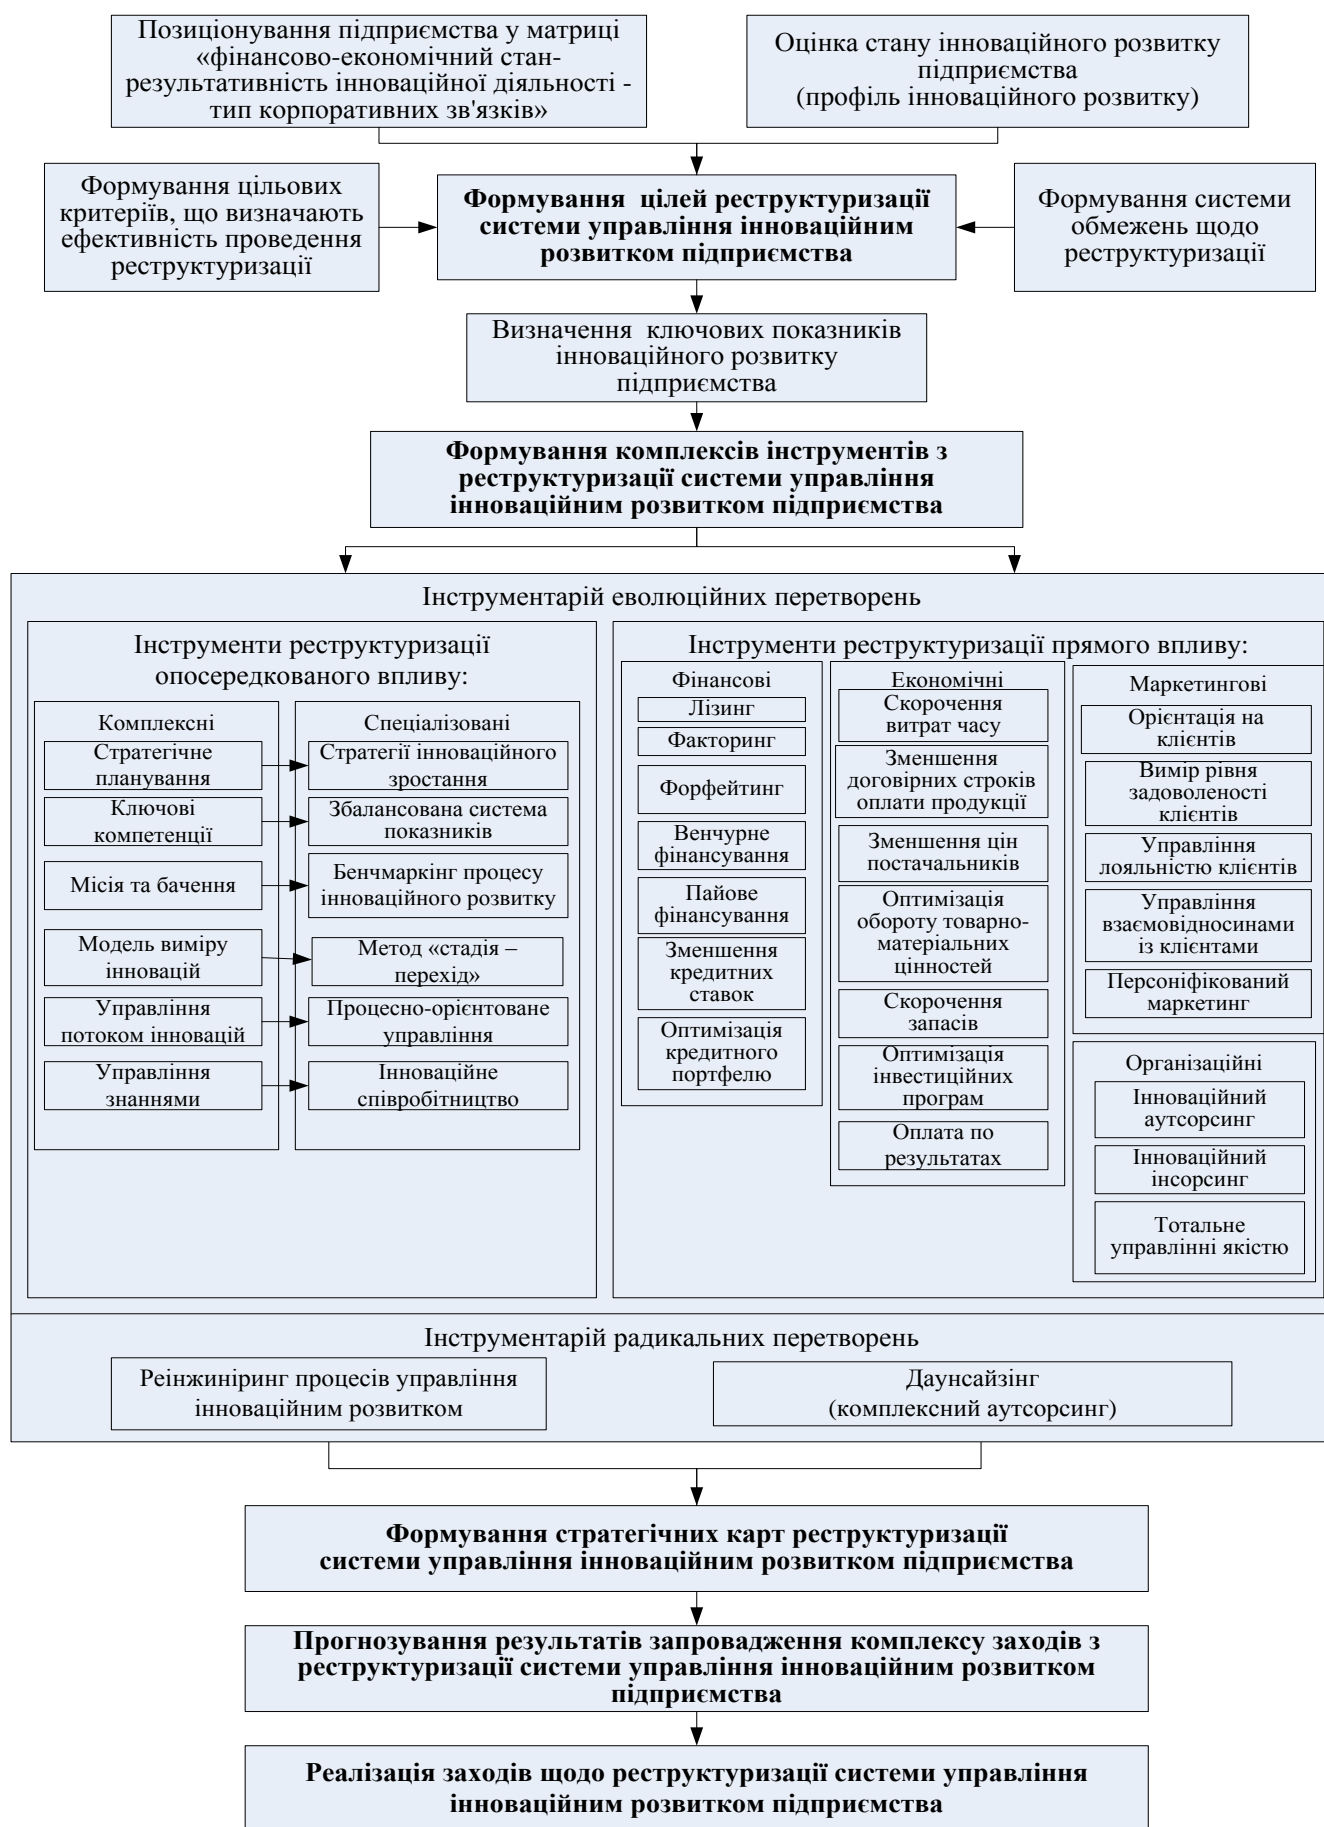 Позиціонування підприємства у матриці
«фінансово-економічний стан-
результативність інноваційної діяльності -
тип корпоративних зв'язків»
Оцінка стану інноваційного розвитку
підприємства
(профіль інноваційного розвитку)
Формування цільових
критеріїв, що визначають
ефективність проведення
реструктуризації
Формування цілей реструктуризації
системи управління інноваційним
розвитком підприємства
Формування системи
обмежень щодо
реструктуризації
Визначення ключових показників
інноваційного розвитку
підприємства
Формування комплексів інструментів з
реструктуризації системи управління
інноваційним розвитком підприємства
Інструментарій еволюційних перетворень
Інструменти реструктуризації
опосередкованого впливу:
Комплексні
Стратегічне
планування
Ключові
компетенції
Місія та бачення
Модель виміру
інновацій
Управління
потоком інновацій
Управління
знаннями
Спеціалізовані
Стратегії інноваційного
зростання
Збалансована система
показників
Бенчмаркінг процесу
інноваційного розвитку
Метод «стадія –
перехід»
Процесно-орієнтоване
управління
Інноваційне
співробітництво
Інструменти реструктуризації прямого впливу:
Фінансові
Лізинг
Факторинг
Форфейтинг
Венчурне
фінансування
Пайове
фінансування
Зменшення
кредитних
ставок
Оптимізація
кредитного
портфелю
Економічні
Скорочення
витрат часу
Зменшення
договірних строків
оплати продукції
Зменшення цін
постачальників
Оптимізація
обороту товарно-
матеріальних
цінностей
Скорочення
запасів
Оптимізація
інвестиційних
програм
Оплата по
результатах
Маркетингові
Орієнтація на
клієнтів
Вимір рівня
задоволеності
клієнтів
Управління
лояльністю клієнтів
Управління
взаємовідносинами
із клієнтами
Персоніфікований
маркетинг
Організаційні
Інноваційний
аутсорсинг
Інноваційний
інсорсинг
Тотальне
управлінні якістю
Інструментарій радикальних перетворень
Реінжиніринг процесів управління
інноваційним розвитком
Даунсайзінг
(комплексний аутсорсинг)
Формування стратегічних карт реструктуризації
системи управління інноваційним розвитком підприємства
Прогнозування результатів запровадження комплексу заходів з
реструктуризації системи управління інноваційним розвитком
підприємства
Реалізація заходів щодо реструктуризації системи управління
інноваційним розвитком підприємства